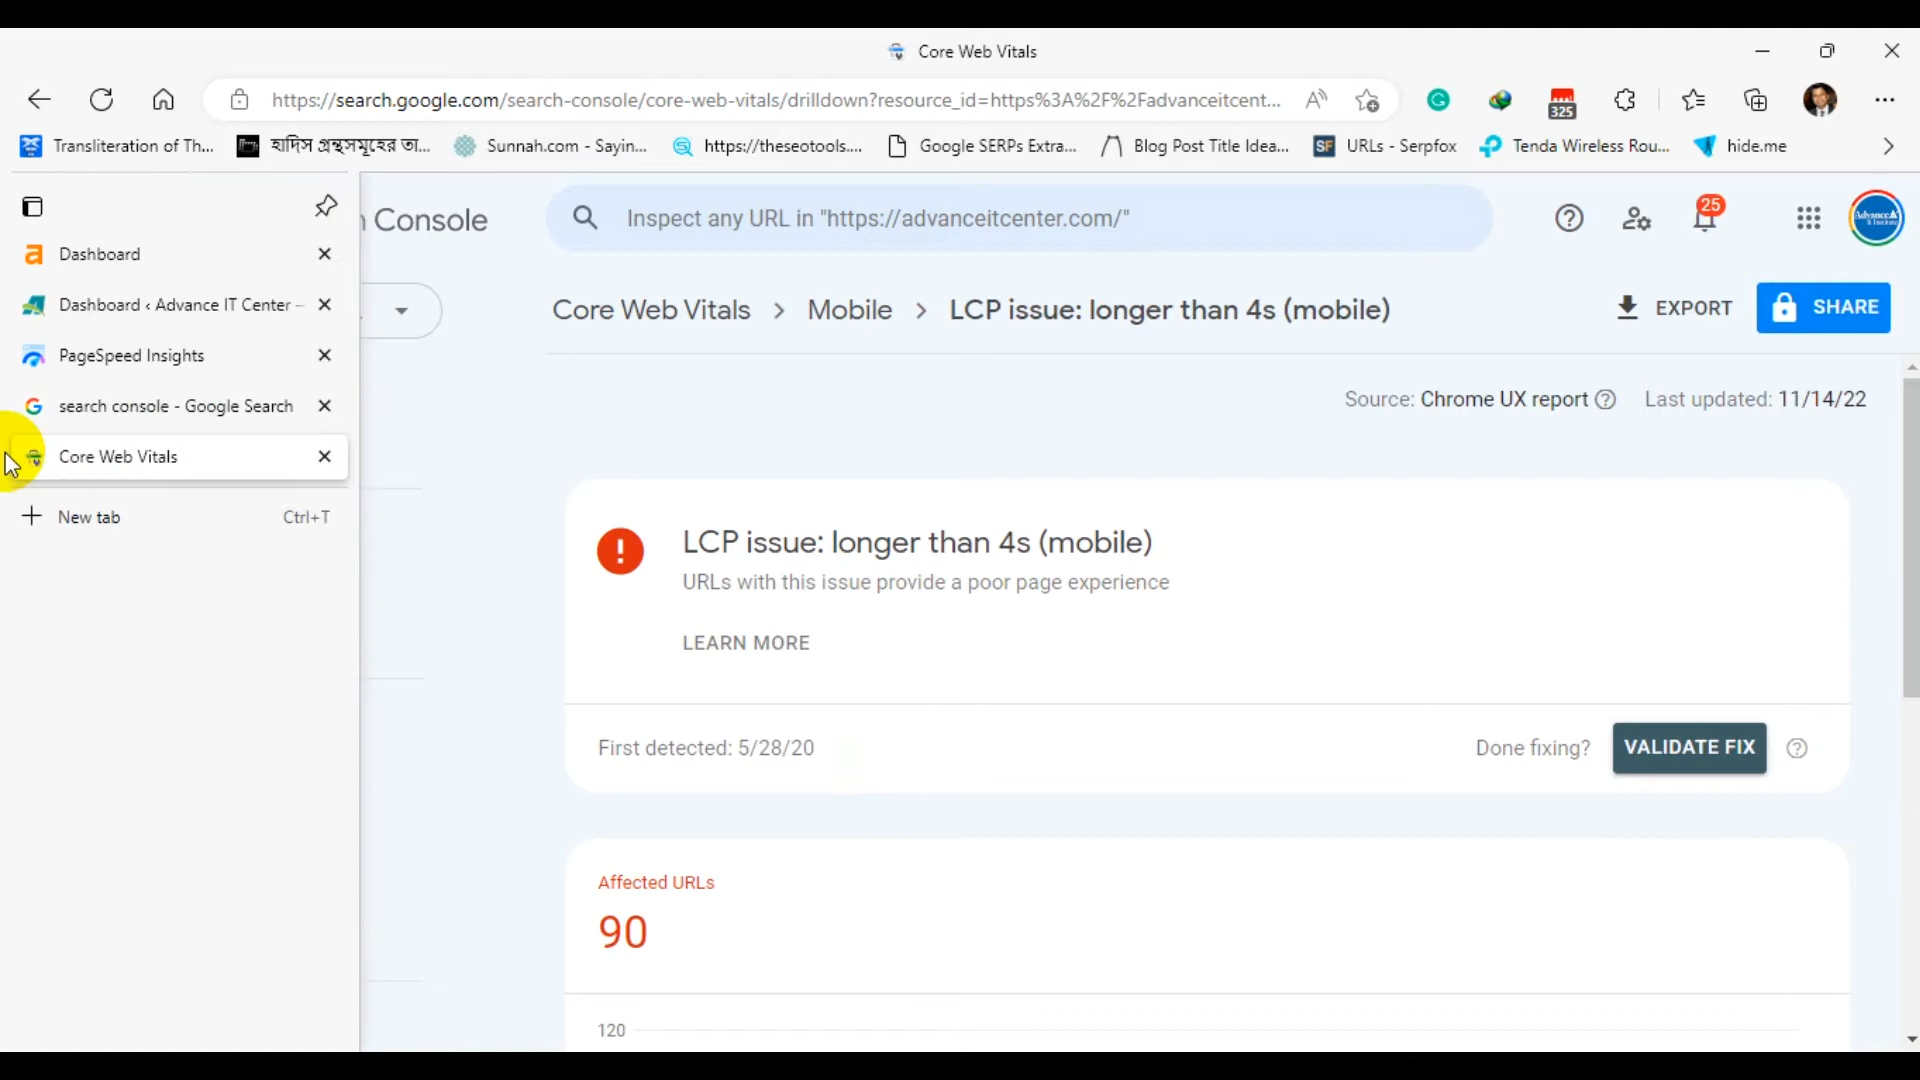 Core Web Vitals
https://search.google.com/search-console/core-web-vitals/drilldown?resource_id=https%3A%2F%2Fadvanceitcent...
325
Transliteration of Th...
হাদিস গ্রন্থসমূহের তা...
Sunnah.com - Sayin...
https://theseotools....
Google SERPs Extra...
Blog Post Title Idea...
SF URLs - Serpfox
Tenda Wireless Rou...
hide.me
Console
Inspect any URL in "https://advanceitcenter.com/"
25
Dashboard
Dashboard ‹ Advance IT Center –
PageSpeed Insights
search console - Google Search
Core Web Vitals
New tab Ctrl+T
Core Web Vitals > Mobile > LCP issue: longer than 4s (mobile)
EXPORT
SHARE
Source: Chrome UX report
Last updated: 11/14/22
LCP issue: longer than 4s (mobile)
URLs with this issue provide a poor page experience
LEARN MORE
First detected: 5/28/20
Done fixing?
VALIDATE FIX
Affected URLs
90
120